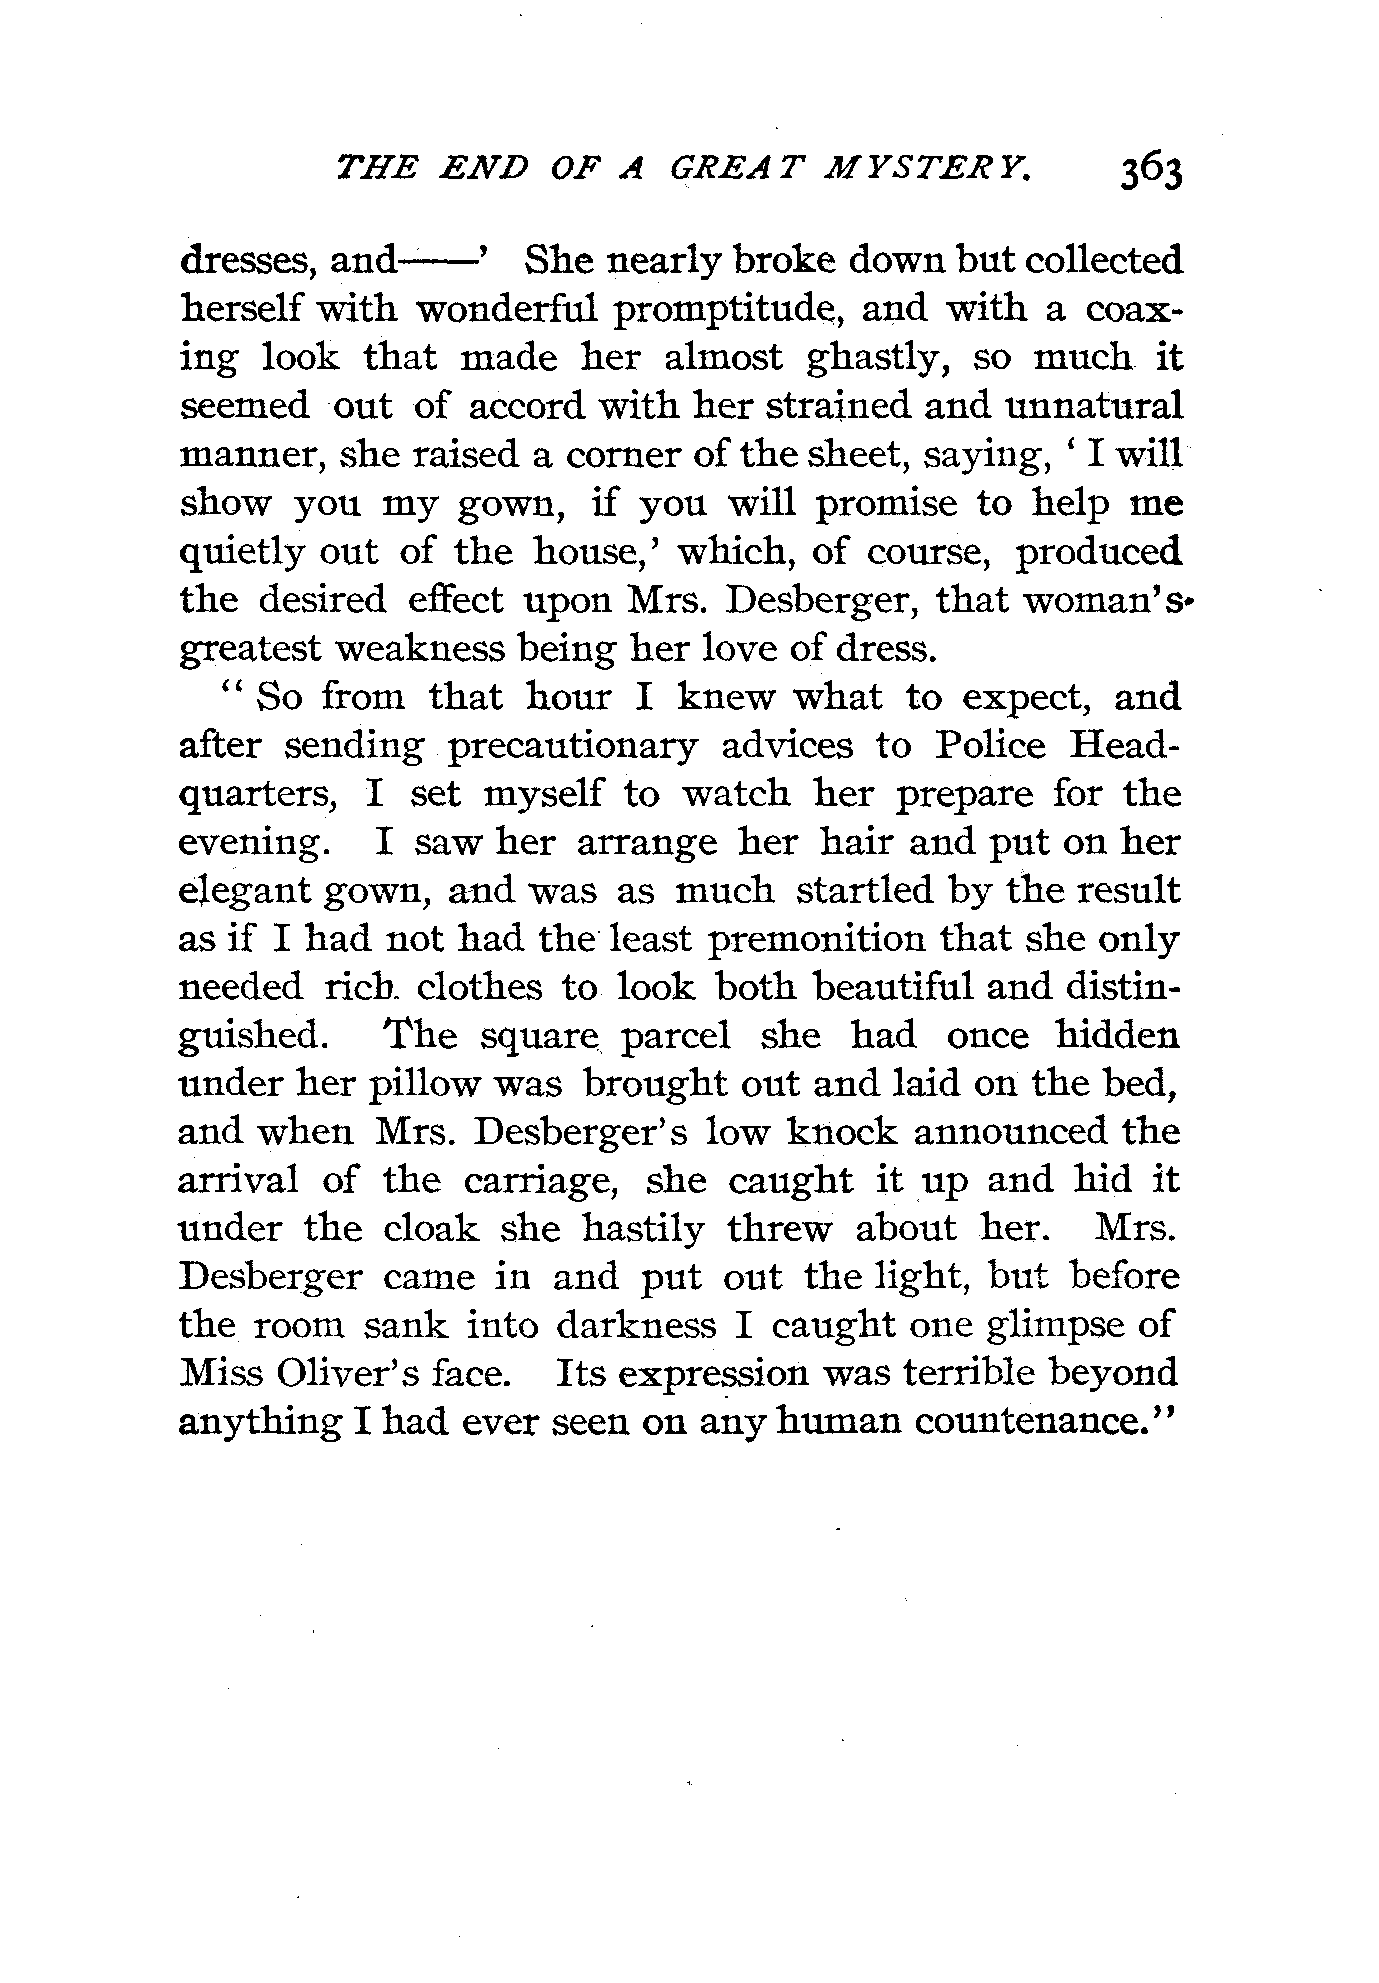 THE END OF A GREAT MYSTERY. 363
dresses, and——’ She nearly broke down but collected
herself with wonderful promptitude, and with a coax-
ing look that made her almost ghastly, so much it
seemed out of accord with her strained and unnatural
manner, she raised a corner of the sheet, saying, ‘ I will
show you my gown, if you will promise to help me
quietly out of the house,’ which, of course, produced
the desired effect upon Mrs. Desberger, that woman’s
greatest weakness being her love of dress.
“ So from that hour I knew what to expect, and
after sending precautionary advices to Police Head-
quarters, I set myself to watch her prepare for the
evening. I saw her arrange her hair and put on her
elegant gown, and was as much startled by the result
as if I had not had the least premonition that she only
needed rich clothes to look both beautiful and distin-
guished. The square parcel she had once hidden
under her pillow was brought out and laid on the bed,
and when Mrs. Desberger’s low knock announced the
arrival of the carriage, she caught it up and hid it
under the cloak she hastily threw about her. Mrs.
Desberger came in and put out the light, but before
the room sank into darkness I caught one glimpse of
Miss Oliver’s face. Its expression was terrible beyond
anything I had ever seen on any human countenance.”